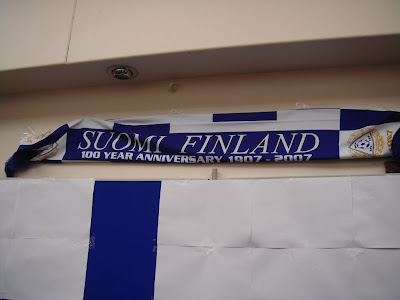 SUOMI FINLAND
100 YEAR ANNIVERSARY 1907 - 2007